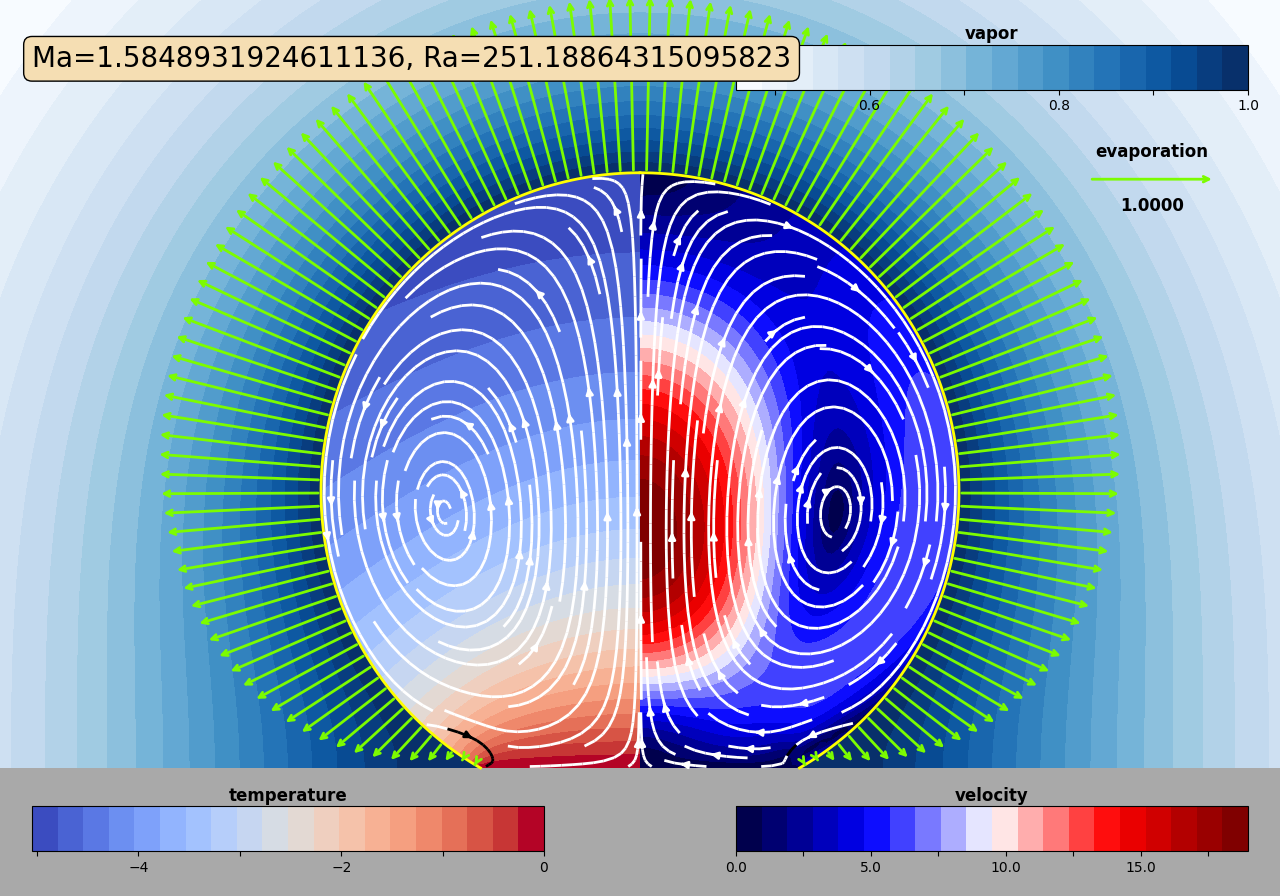 vapor
Ma=1.5848931924611136, Ra=251.18864315095823
0.6 0.8 1.0
evaporation
1.0000
temperature
−4 −2 0
velocity
0.0 5.0 10.0 15.0